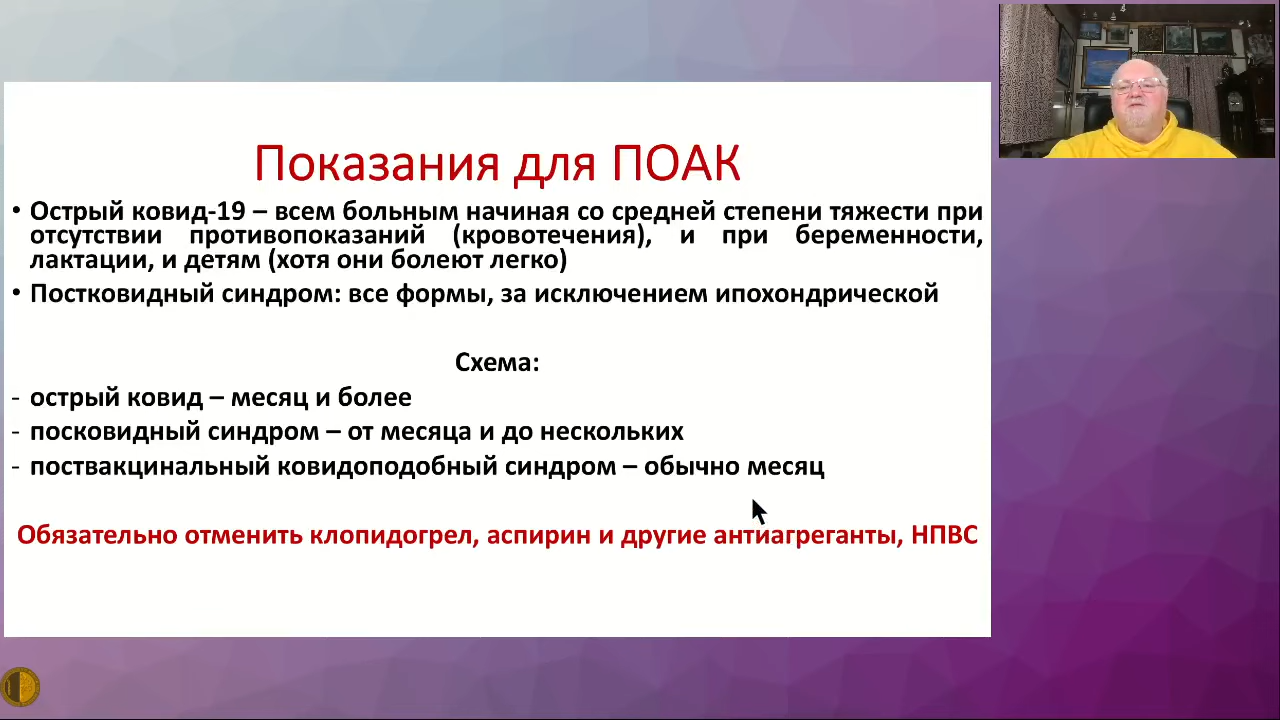 Показания для ПОАК
• Острый ковид-19 – всем больным начиная со средней степени тяжести при
отсутствии противопоказаний (кровотечения), и при беременности,
лактации, и детям (хотя они болеют легко)
• Постковидный синдром: все формы, за исключением ипохондрической
Схема:
- острый ковид – месяц и более
- посковидный синдром – от месяца и до нескольких
- поствакцинальный ковидоподобный синдром – обычно месяц
Обязательно отменить клопидогрел, аспирин и другие антиагреганты, НПВС